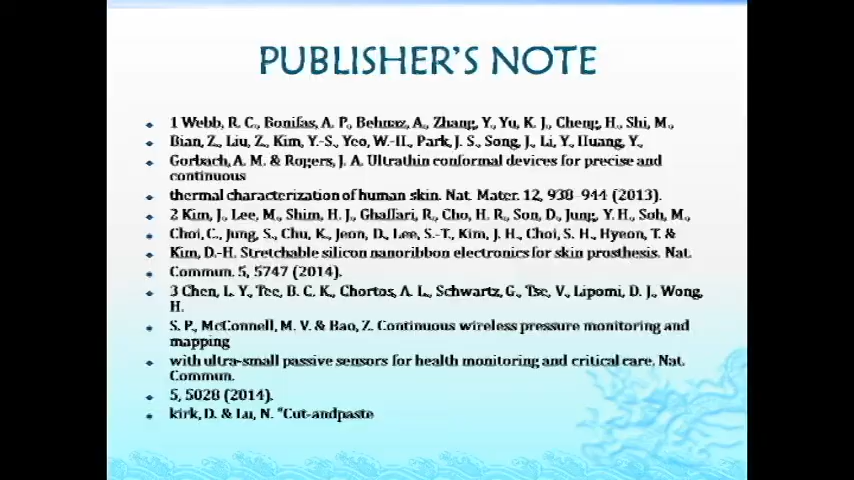 PUBLISHER'S NOTE
1 Webb, R. C., Bonifas, A. P., Behnaz, A., Zhang, Y., Yu, K. J., Cheng, H., Shi, M.,
Bian, Z., Liu, Z., Kim, Y.-S., Yeo, W.-H., Park, J. S., Song, J., Li, Y., Huang, Y.,
Gorbach, A. M. & Rogers, J. A. Ultrathin conformal devices for precise and
continuous
thermal characterization of human skin. Nat. Mater. 12, 938–944 (2013).
2 Kim, J., Lee, M., Shim, H. J., Ghaffari, R., Cho, H. R., Son, D., Jung, Y. H., Soh, M.,
Choi, C., Jung, S., Chu, K., Jeon, D., Lee, S.-T., Kim, J. H., Choi, S. H., Hyeon, T. &
Kim, D.-H. Stretchable silicon nanoribbon electronics for skin prosthesis. Nat.
Commun. 5, 5747 (2014).
3 Chen, L. Y., Tee, B. C. K., Chortos, A. L., Schwartz, G., Tse, V., Lipomi, D. J., Wong,
H.
S. P., McConnell, M. V. & Bao, Z. Continuous wireless pressure monitoring and
mapping
with ultra-small passive sensors for health monitoring and critical care. Nat.
Commun.
5, 5028 (2014).
kirk, D. & Lu, N. "Cut-andpaste